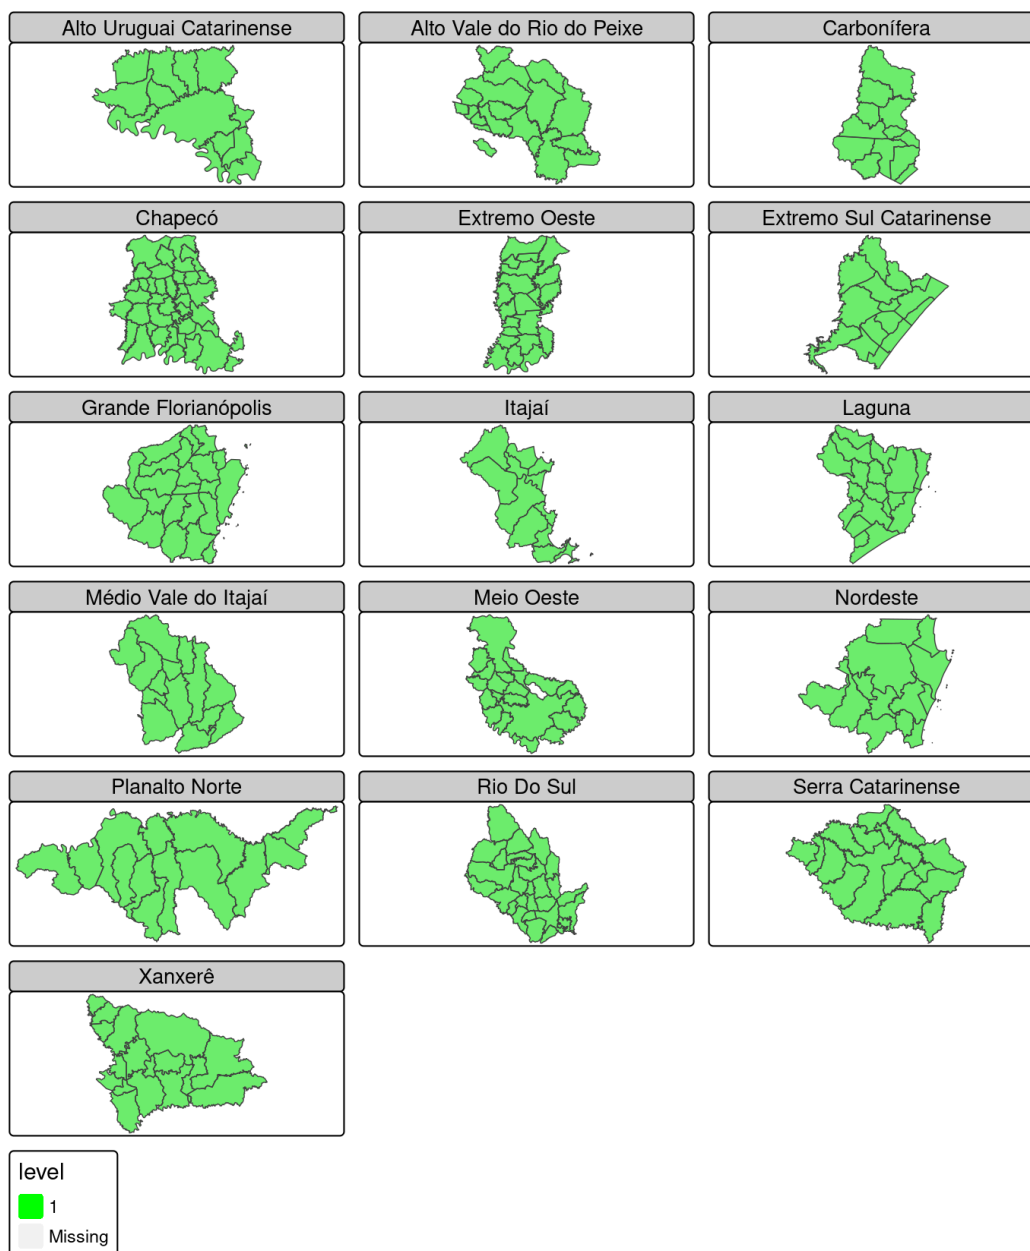 Alto Uruguai Catarinense
Alto Vale do Rio do Peixe
Carbonífera
Chapecó
Extremo Oeste
Extremo Sul Catarinense
Grande Florianópolis
Itajaí
Laguna
Médio Vale do Itajaí
Meio Oeste
Nordeste
Planalto Norte
Rio Do Sul
Serra Catarinense
Xanxerê
level
1
Missing